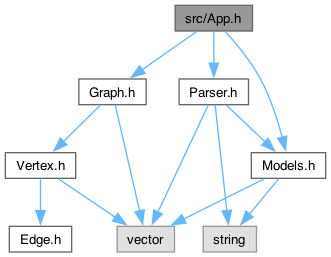 src/App.h
Graph.h
Parser.h
Vertex.h
Models.h
Edge.h
vector
string